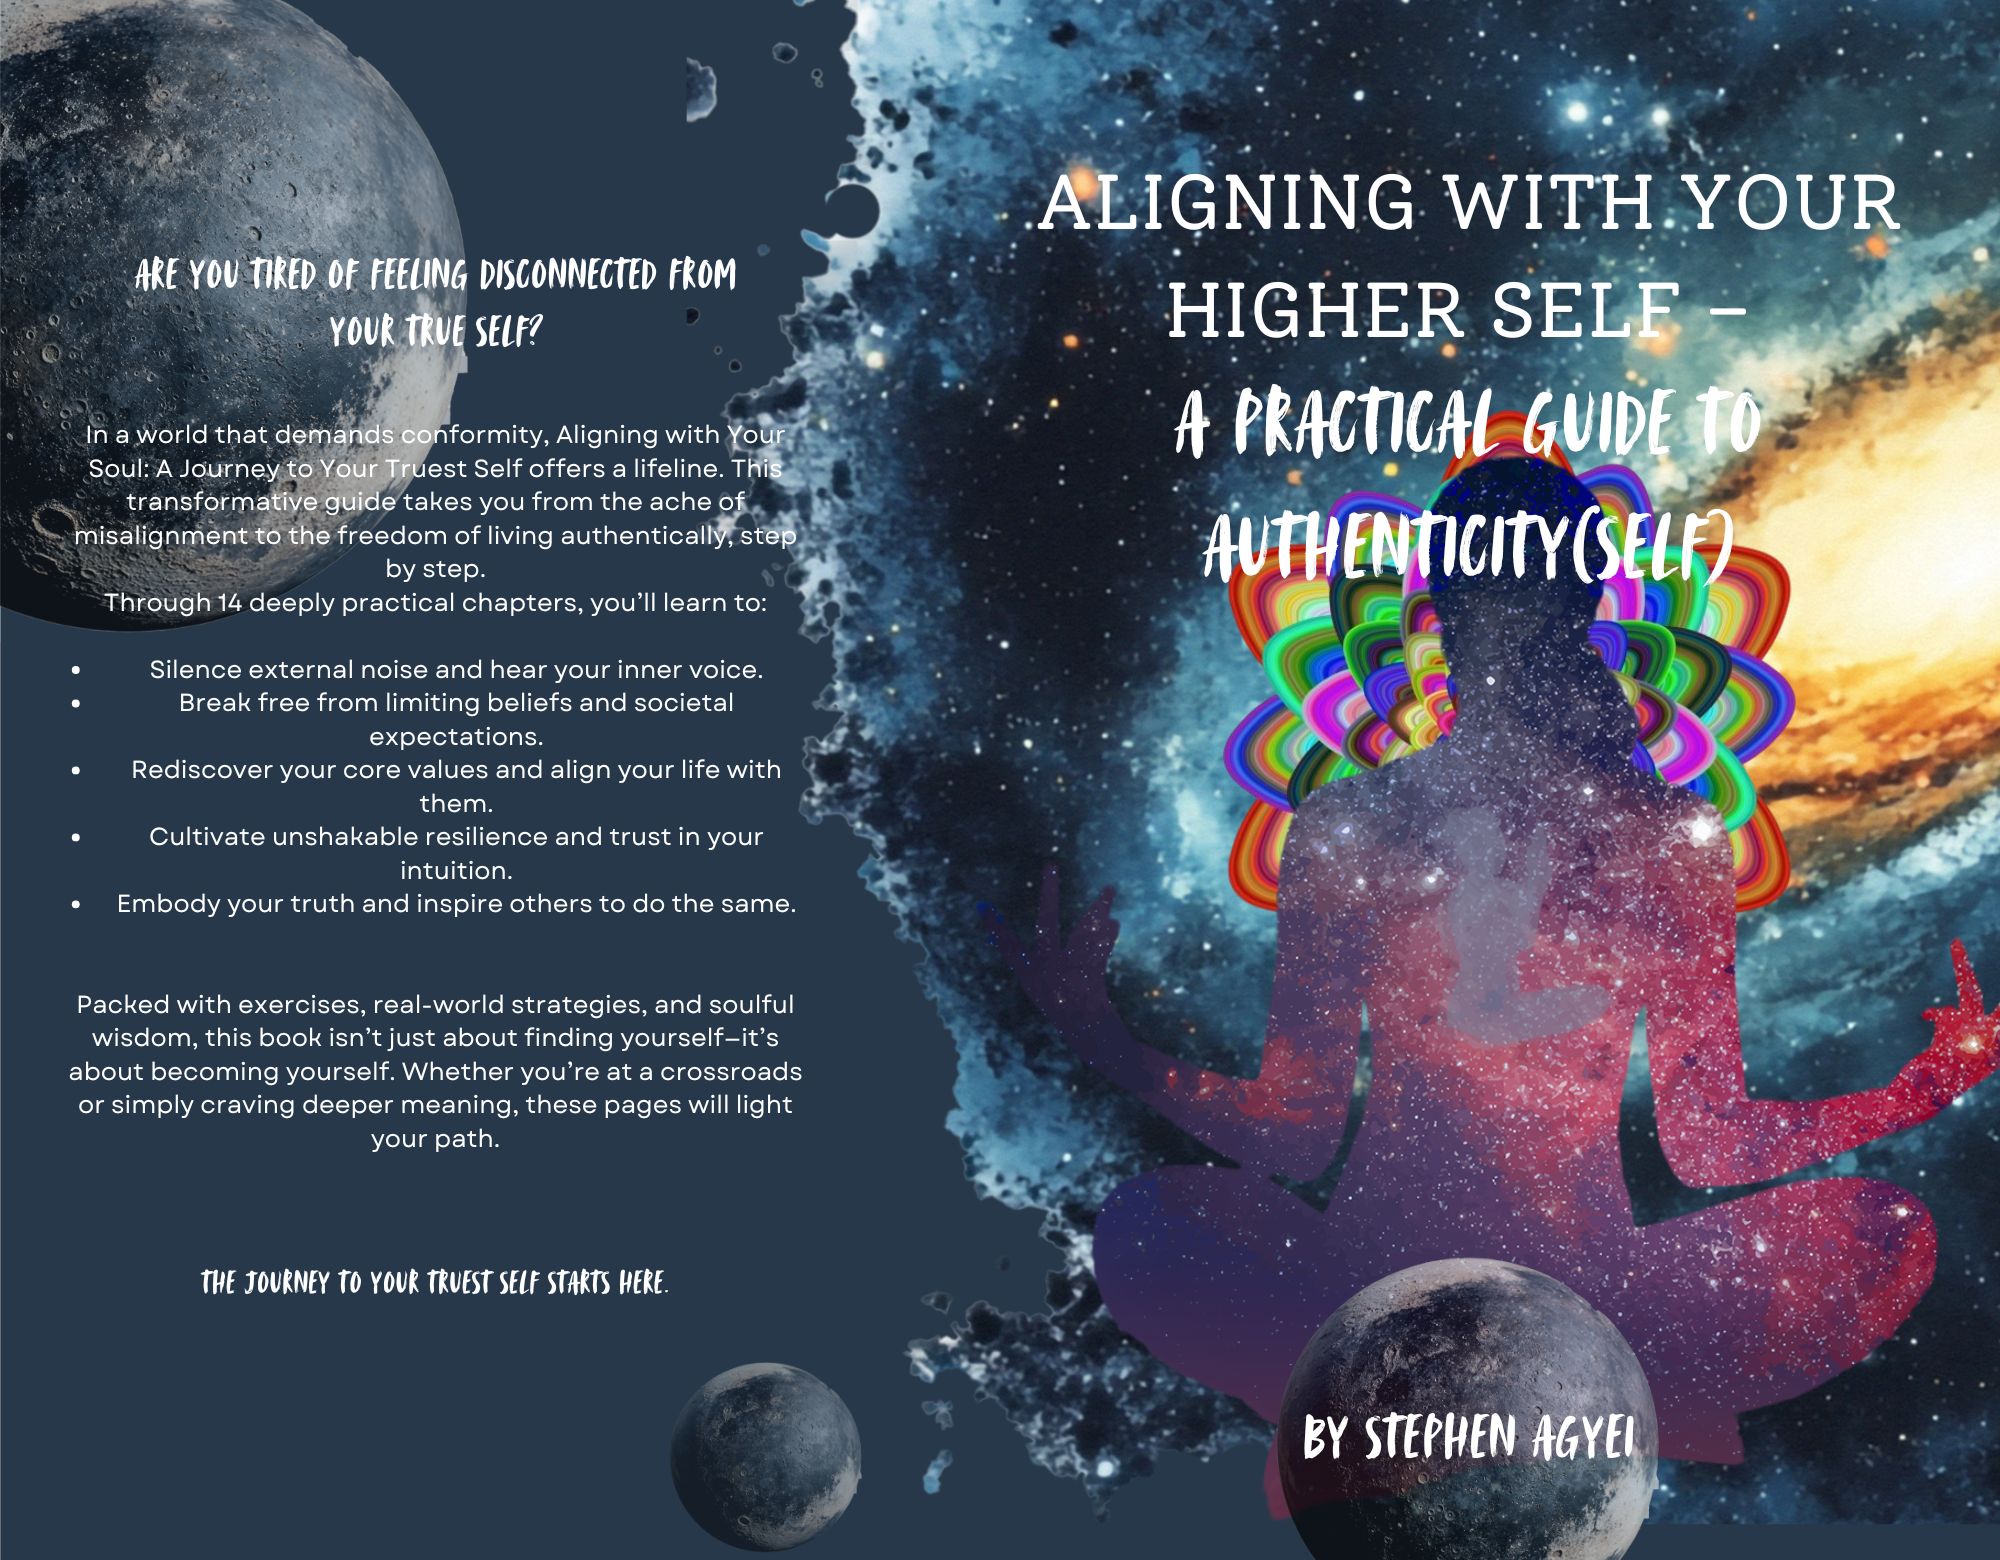 ARE YOU TIRED OF FEELING DISCONNECTED FROM
YOUR TRUE SELF?
In a world that demands conformity, Aligning with Your
Soul: A Journey to Your Truest Self offers a lifeline. This
transformative guide takes you from the ache of
misalignment to the freedom of living authentically, step
by step.
Through 14 deeply practical chapters, you’ll learn to:
• Silence external noise and hear your inner voice.
• Break free from limiting beliefs and societal
expectations.
• Rediscover your core values and align your life with
them.
• Cultivate unshakable resilience and trust in your
intuition.
• Embody your truth and inspire others to do the same.
Packed with exercises, real-world strategies, and soulful
wisdom, this book isn’t just about finding yourself—it’s
about becoming yourself. Whether you’re at a crossroads
or simply craving deeper meaning, these pages will light
your path.
THE JOURNEY TO YOUR TRUEST SELF STARTS HERE.
ALIGNING WITH YOUR
HIGHER SELF –
A PRACTICAL GUIDE TO
AUTHENTICITY(SELF)
BY STEPHEN AGYEI